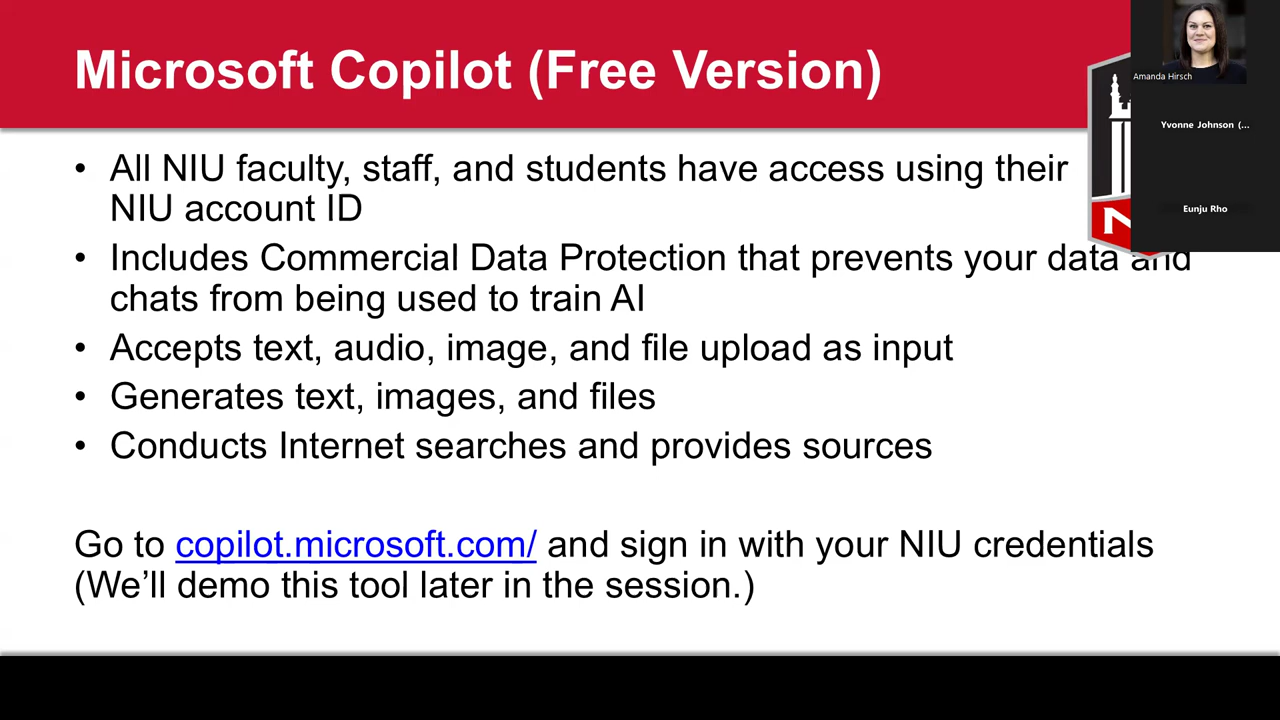 Microsoft Copilot (Free Version)
Amanda Hirsch
Yvonne Johnson (...
Eunju Rho
N
• All NIU faculty, staff, and students have access using their
NIU account ID
• Includes Commercial Data Protection that prevents your data and
chats from being used to train AI
• Accepts text, audio, image, and file upload as input
• Generates text, images, and files
• Conducts Internet searches and provides sources
Go to copilot.microsoft.com/ and sign in with your NIU credentials
(We’ll demo this tool later in the session.)